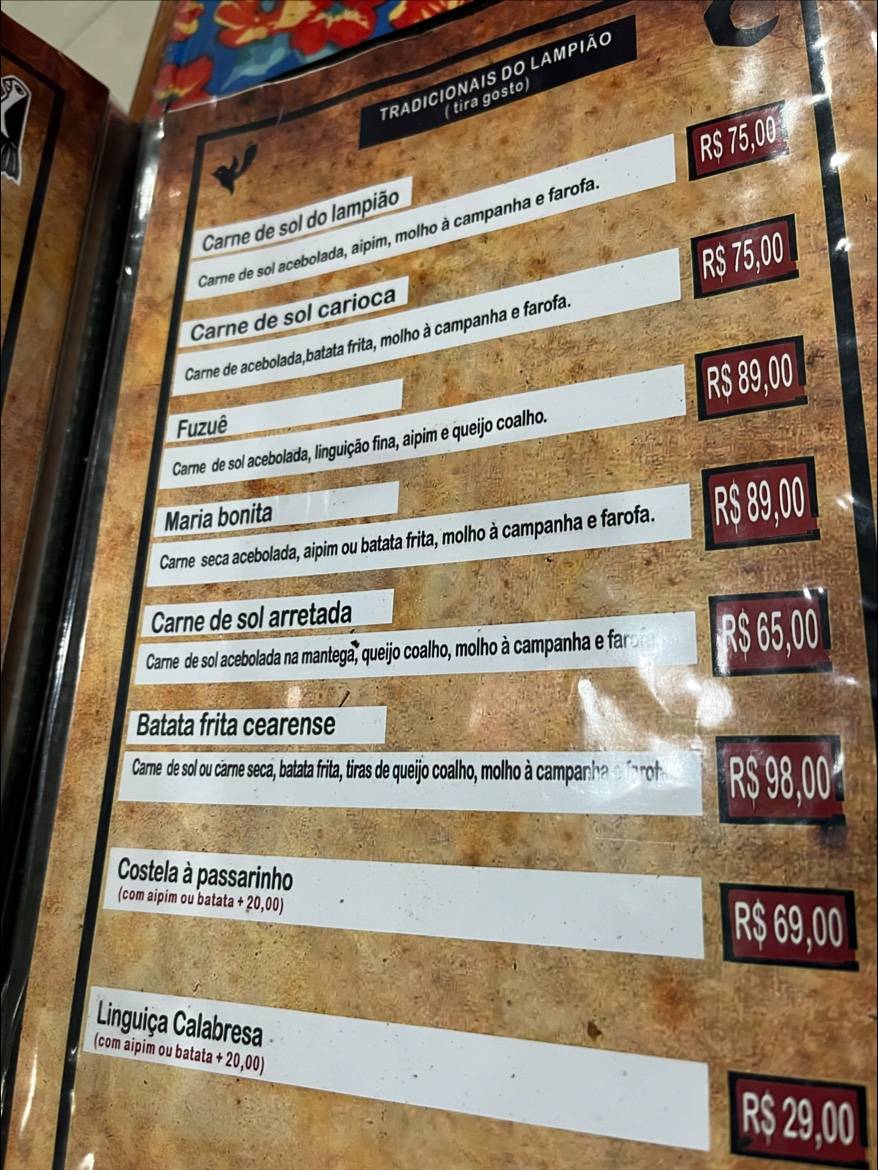 TRADICIONAIS DO LAMPIÃO
( tira gosto)
Carne de sol do lampião
R$ 75,00
Carne de sol acebolada, aipim, molho à campanha e farofa.
Carne de sol carioca
R$ 75,00
Carne de acebolada,batata frita, molho à campanha e farofa.
Fuzuê
R$ 89,00
Carne de sol acebolada, linguição fina, aipim e queijo coalho.
Maria bonita
R$ 89,00
Carne seca acebolada, aipim ou batata frita, molho à campanha e farofa.
Carne de sol arretada
R$ 65,00
Carne de sol acebolada na mantega, queijo coalho, molho à campanha e farofa
Batata frita cearense
R$ 98,00
Carne de sol ou carne seca, batata frita, tiras de queijo coalho, molho à campanha e farofa
Costela à passarinho
(com aipim ou batata + 20,00)
R$ 69,00
Linguiça Calabresa
(com aipim ou batata + 20,00)
R$ 29,00